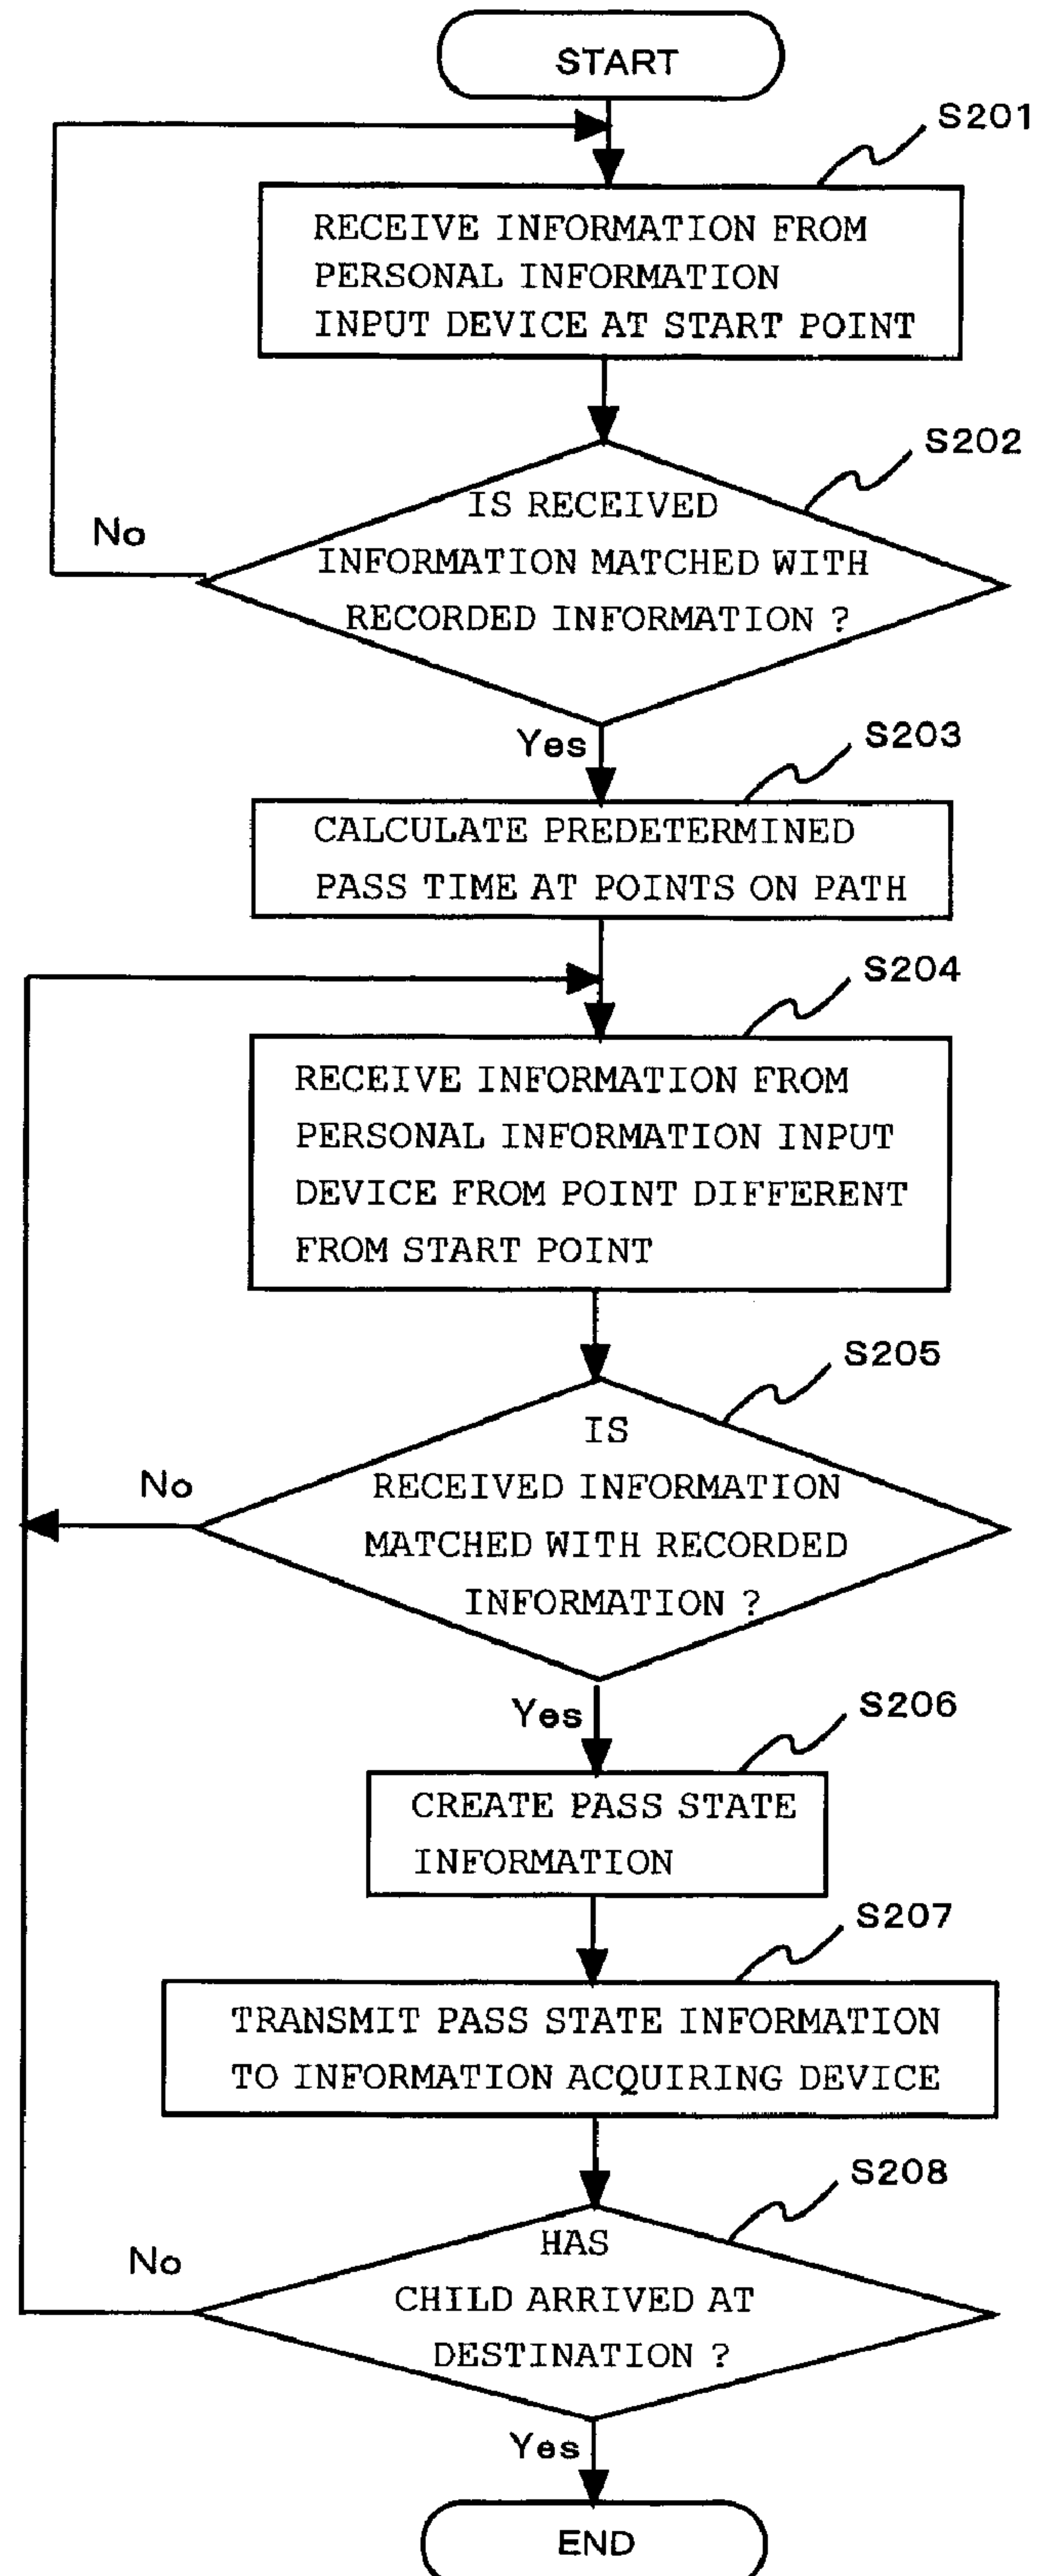 START
S201
RECEIVE INFORMATION FROM
PERSONAL INFORMATION
INPUT DEVICE AT START POINT
S202
IS RECEIVED
INFORMATION MATCHED WITH
RECORDED INFORMATION ?
No
Yes
S203
CALCULATE PREDETERMINED
PASS TIME AT POINTS ON PATH
S204
RECEIVE INFORMATION FROM
PERSONAL INFORMATION INPUT
DEVICE FROM POINT DIFFERENT
FROM START POINT
S205
IS
RECEIVED INFORMATION
MATCHED WITH RECORDED
INFORMATION ?
No
Yes
S206
CREATE PASS STATE
INFORMATION
S207
TRANSMIT PASS STATE INFORMATION
TO INFORMATION ACQUIRING DEVICE
S208
HAS
CHILD ARRIVED AT
DESTINATION ?
No
Yes
END